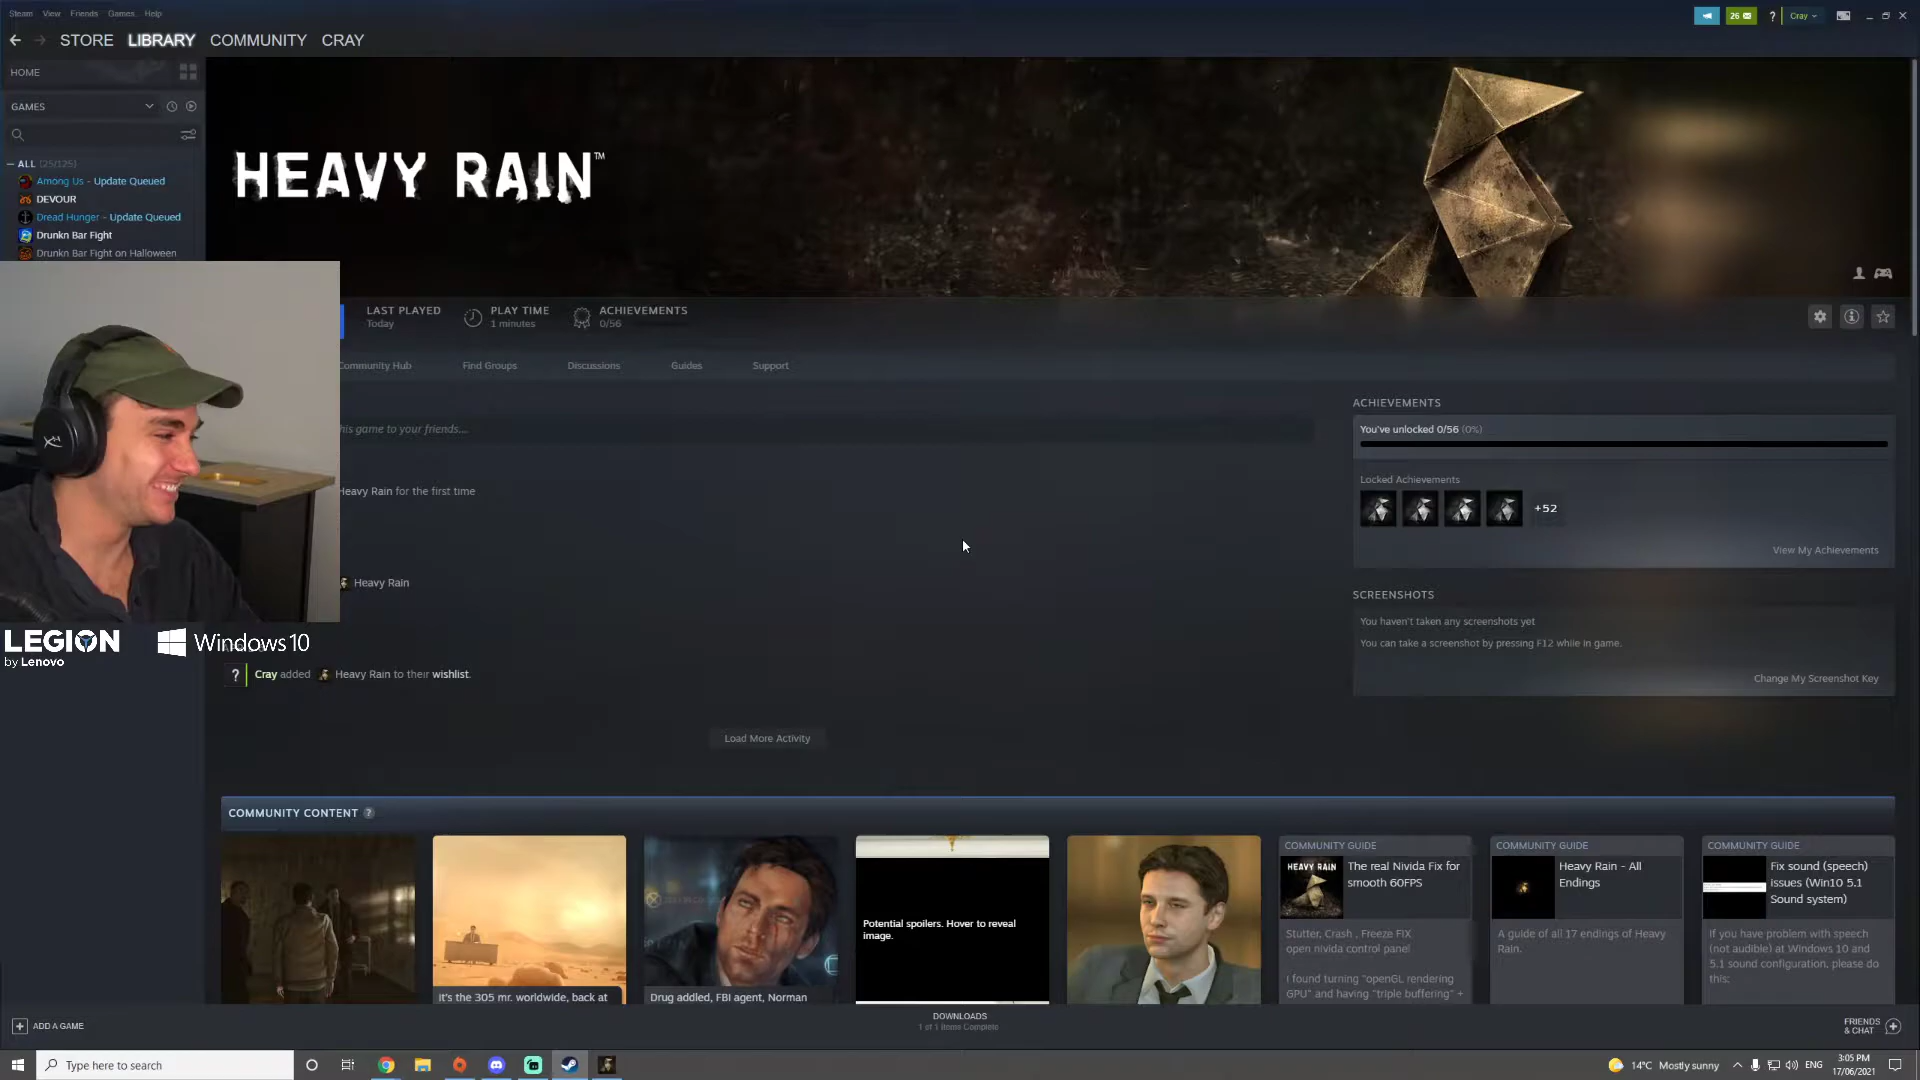 Steam View Friends Games Help
26
?
Cray
STORE LIBRARY COMMUNITY CRAY
HOME
GAMES
ALL (25/125)
Among Us - Update Queued
DEVOUR
Dread Hunger - Update Queued
Drunkn Bar Fight
Drunkn Bar Fight on Halloween
HEAVY RAIN™
LAST PLAYED
Today
PLAY TIME
1 minutes
ACHIEVEMENTS
0/56
Community Hub Find Groups Discussions Guides Support
his game to your friends...
Heavy Rain for the first time
Heavy Rain
LEGION
by Lenovo
Windows 10
? Cray added Heavy Rain to their wishlist.
Load More Activity
ACHIEVEMENTS
You've unlocked 0/56 (0%)
Locked Achievements
+52
View My Achievements
SCREENSHOTS
You haven't taken any screenshots yet
You can take a screenshot by pressing F12 while in game.
Change My Screenshot Key
COMMUNITY CONTENT ?
It's the 305 mr. worldwide, back at
Drug addled, FBI agent, Norman
Potential spoilers. Hover to reveal
image.
COMMUNITY GUIDE
HEAVY RAIN
The real Nivida Fix for
smooth 60FPS
Stutter, Crash , Freeze FIX
open nivida control panel
I found turning "openGL rendering
GPU" and having "triple buffering" +
COMMUNITY GUIDE
Heavy Rain - All
Endings
A guide of all 17 endings of Heavy
Rain.
COMMUNITY GUIDE
Fix sound (speech)
issues (Win10 5.1
Sound system)
If you have problem with speech
(not audible) at Windows 10 and
5.1 sound configuration, please do
this:
ADD A GAME
DOWNLOADS
1 of 1 Items Complete
FRIENDS
& CHAT
Type here to search
14°C Mostly sunny
ENG
3:05 PM
17/06/2021